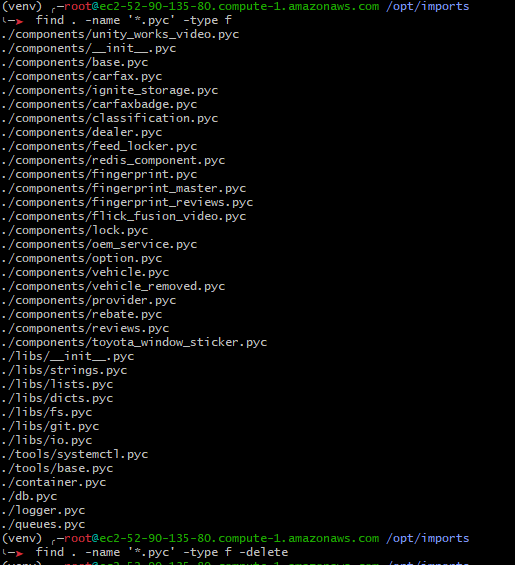 (venv) ╭─root@ec2-52-90-135-80.compute-1.amazonaws.com /opt/imports
╰─➤  find . -name '*.pyc' -type f
./components/unity_works_video.pyc
./components/__init__.pyc
./components/base.pyc
./components/carfax.pyc
./components/ignite_storage.pyc
./components/carfaxbadge.pyc
./components/classification.pyc
./components/dealer.pyc
./components/feed_locker.pyc
./components/redis_component.pyc
./components/fingerprint.pyc
./components/fingerprint_master.pyc
./components/fingerprint_reviews.pyc
./components/flick_fusion_video.pyc
./components/lock.pyc
./components/oem_service.pyc
./components/option.pyc
./components/vehicle.pyc
./components/vehicle_removed.pyc
./components/provider.pyc
./components/rebate.pyc
./components/reviews.pyc
./components/toyota_window_sticker.pyc
./libs/__init__.pyc
./libs/strings.pyc
./libs/lists.pyc
./libs/dicts.pyc
./libs/fs.pyc
./libs/git.pyc
./libs/io.pyc
./tools/systemctl.pyc
./tools/base.pyc
./container.pyc
./db.pyc
./logger.pyc
./queues.pyc
(venv) ╭─root@ec2-52-90-135-80.compute-1.amazonaws.com /opt/imports
╰─➤  find . -name '*.pyc' -type f -delete